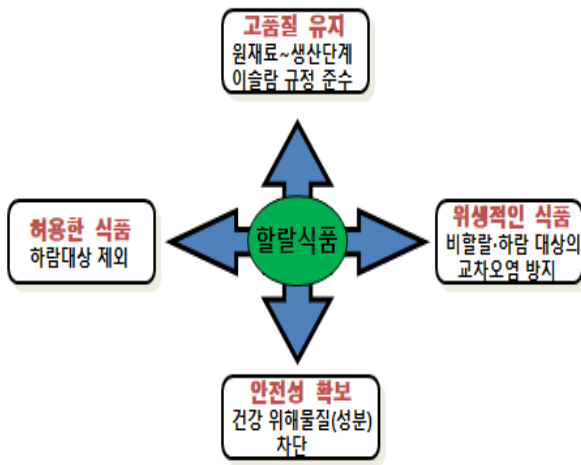 고품질 유지
원재료~생산단계
이슬람 규정 준수
허용한 식품
하람대상 제외
할랄식품
위생적인 식품
비할랄·하람 대상의
교차오염 방지
안전성 확보
건강 위해물질(성분)
차단